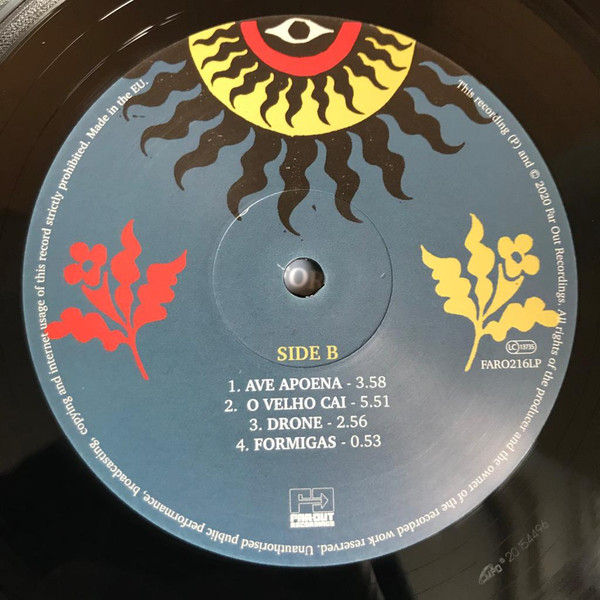 SIDE B
1. AVE APOENA - 3.58
2. O VELHO CAI - 5.51
3. DRONE - 2.56
4. FORMIGAS - 0.53
LC 13735
FARO216LP
FAR OUT
RECORDINGS
This recording (P) and © 2020 Far Out Recordings. All rights of the producer and the owner of the recorded work reserved. Unauthorised public performance, broadcasting, copying and internet usage of this record strictly prohibited. Made in the EU.